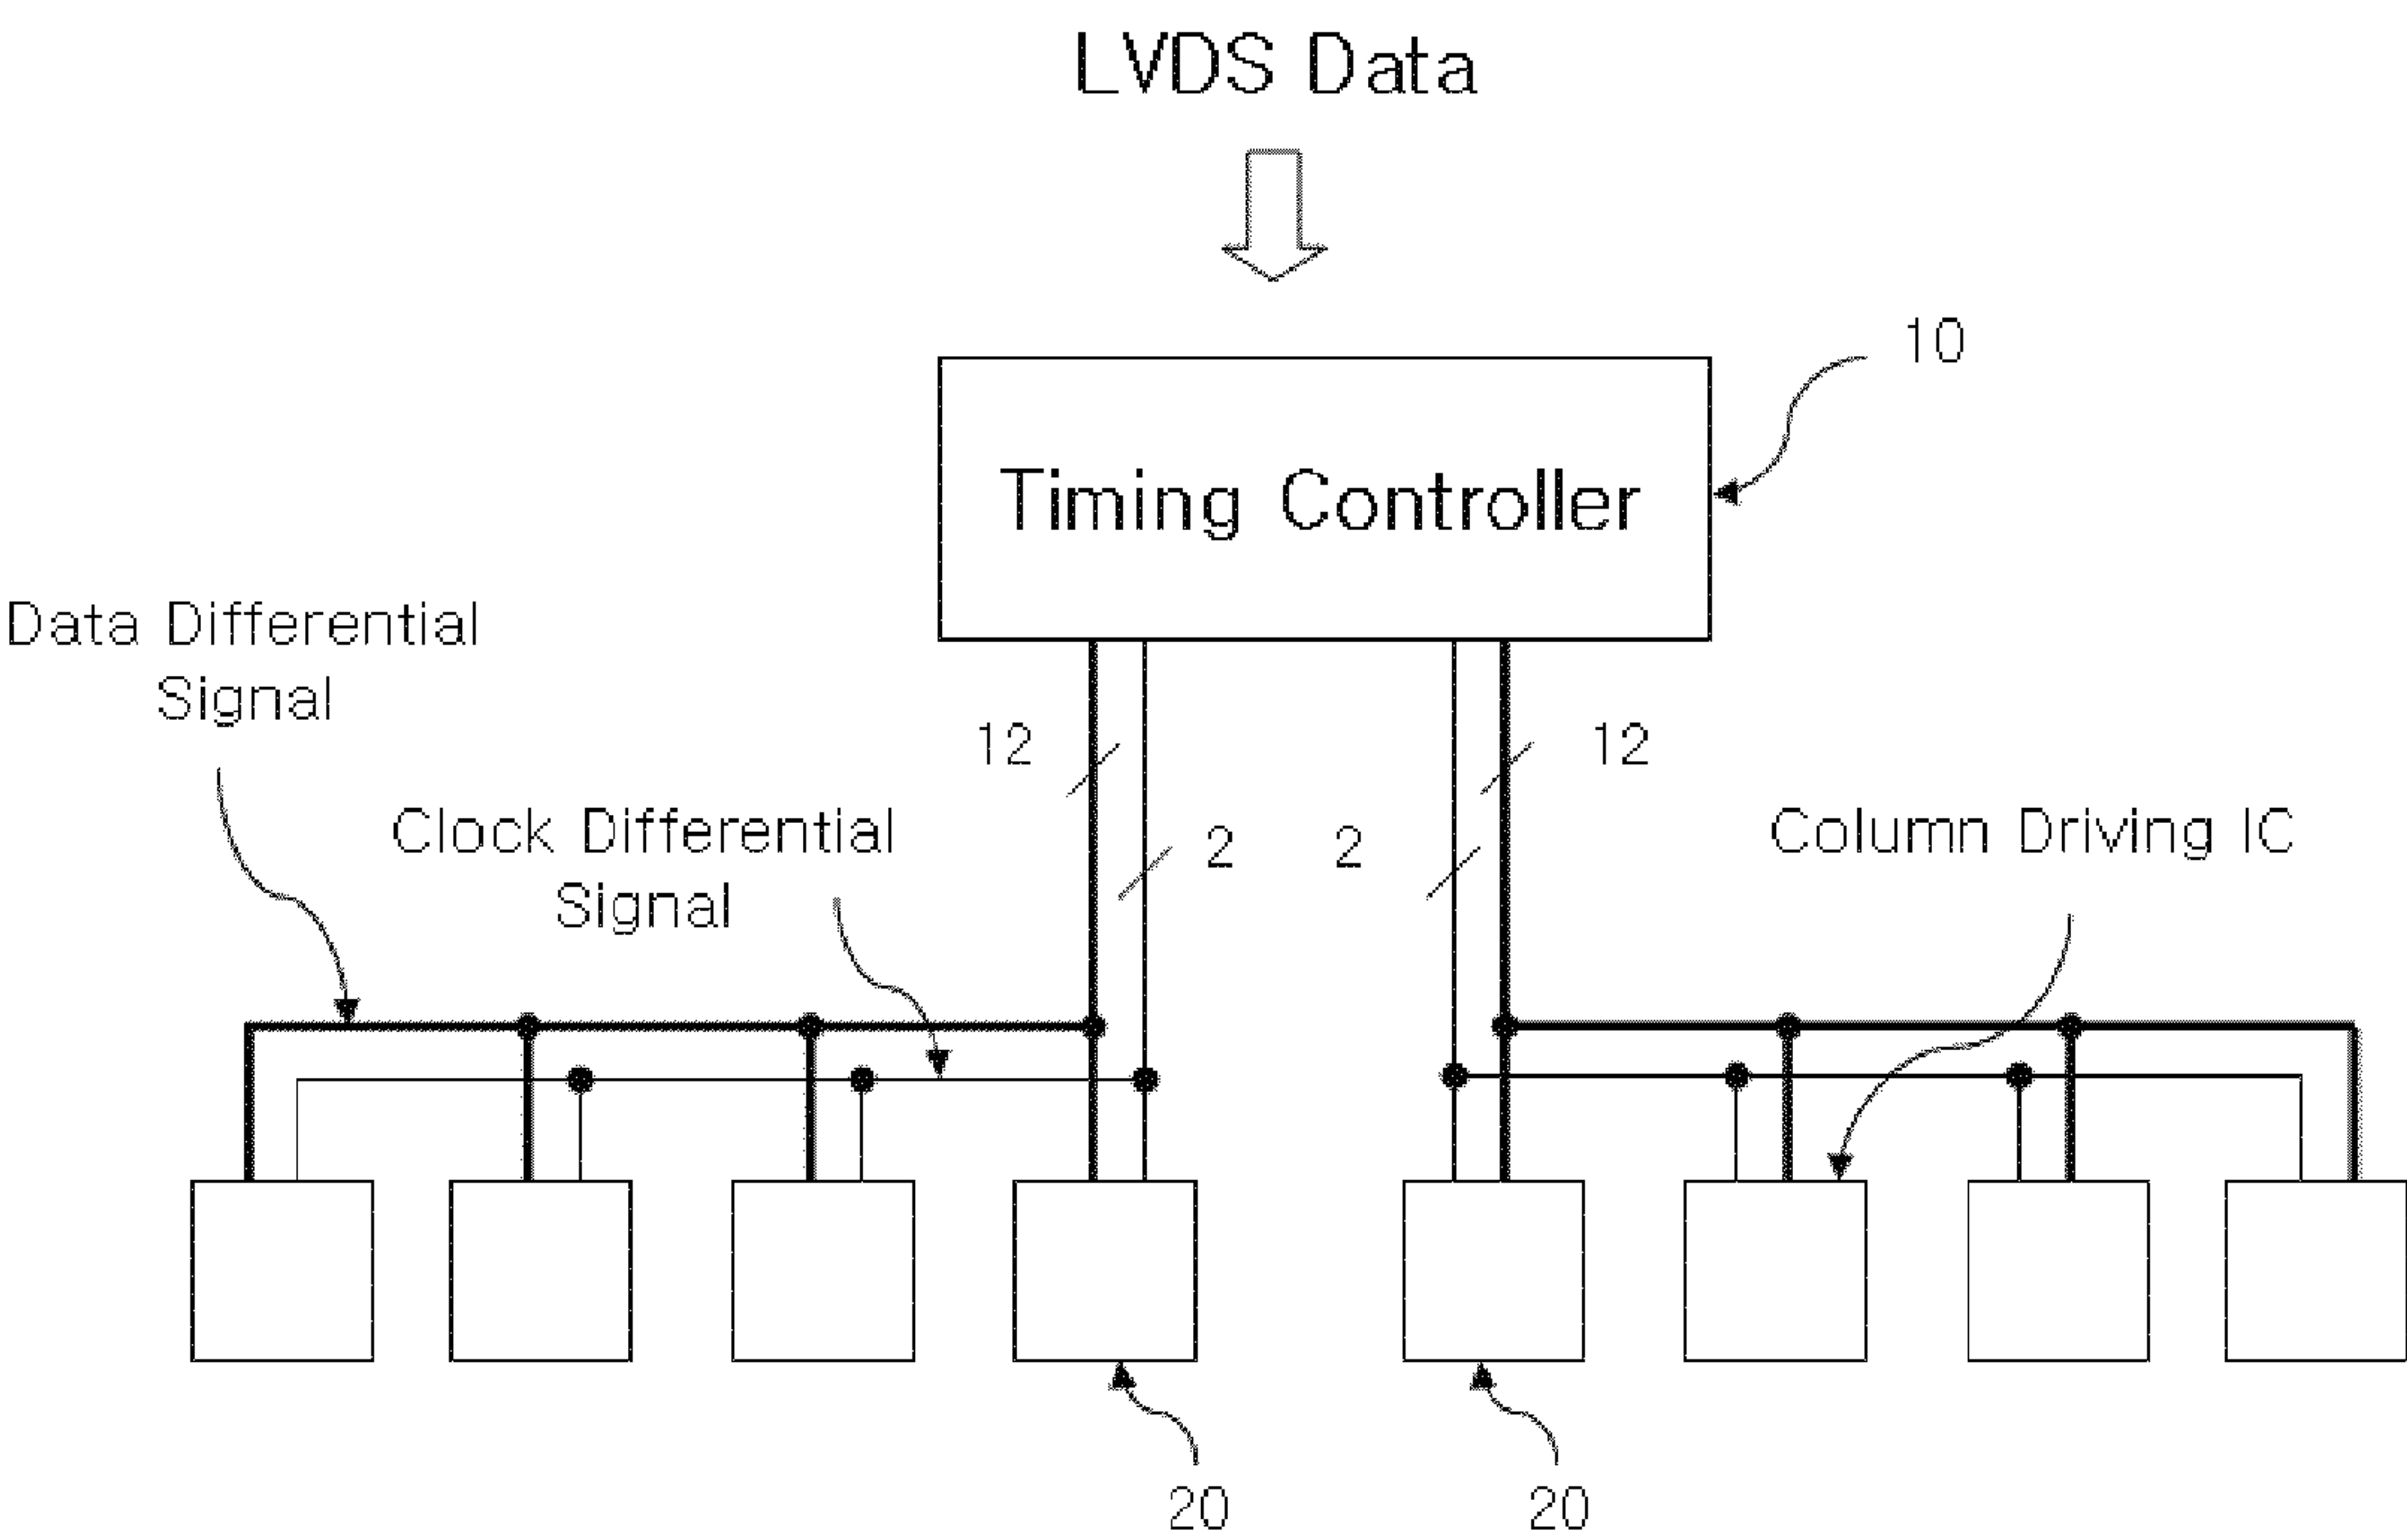 LVDS Data
10
Timing Controller
Data Differential
Signal
12
12
Clock Differential
Signal
2
2
Column Driving IC
20
20